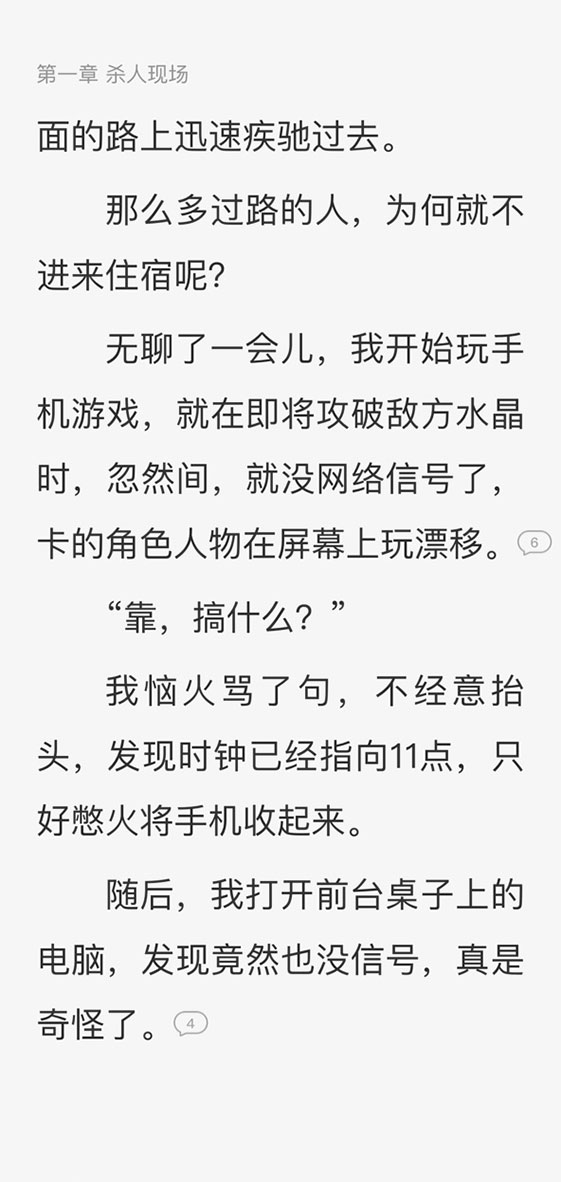 第一章 杀人现场
面的路上迅速疾驰过去。
那么多过路的人，为何就不
进来住宿呢？
无聊了一会儿，我开始玩手
机游戏，就在即将攻破敌方水晶
时，忽然间，就没网络信号了，
卡的角色人物在屏幕上玩漂移。 6
“靠，搞什么？”
我恼火骂了句，不经意抬
头，发现时钟已经指向11点，只
好憋火将手机收起来。
随后，我打开前台桌子上的
电脑，发现竟然也没信号，真是
奇怪了。 4